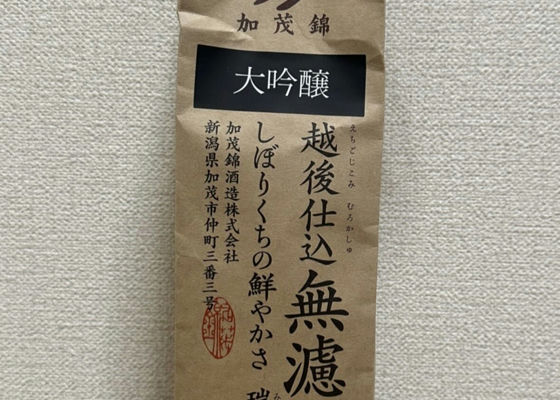 加茂錦
大吟醸
えちごじこみ むろかしゅ
越後仕込無濾
しぼりくちの鮮やかさ 瑞
加茂錦酒造株式会社
新潟県加茂市仲町三番三号